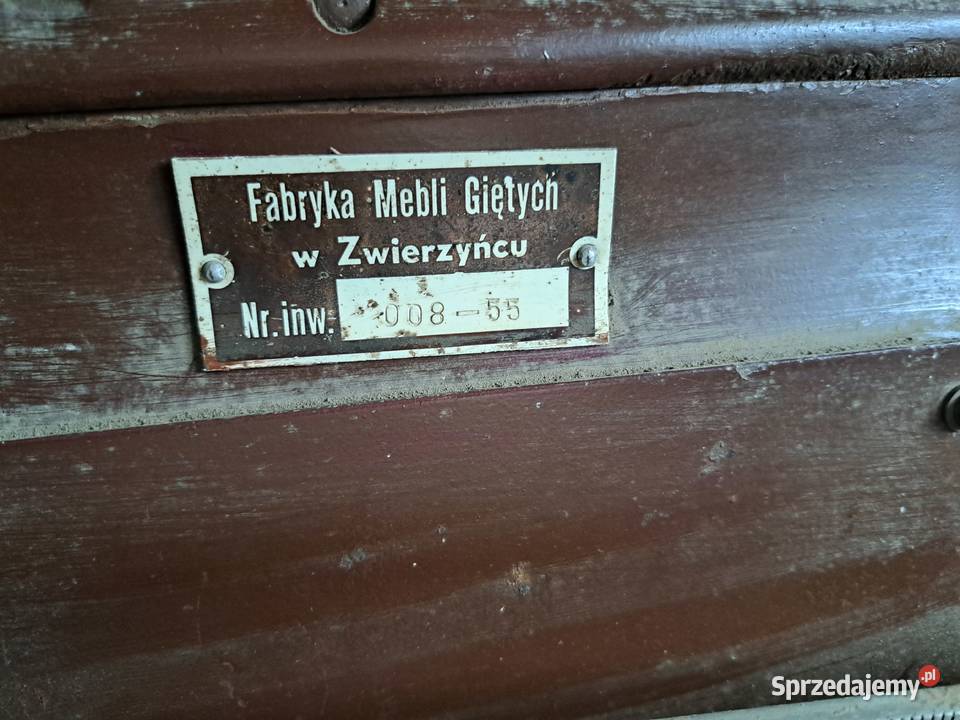 Fabryka Mebli Giętych
w Zwierzyńcu
Nr. inw. 008-55
Sprzedajemy.pl